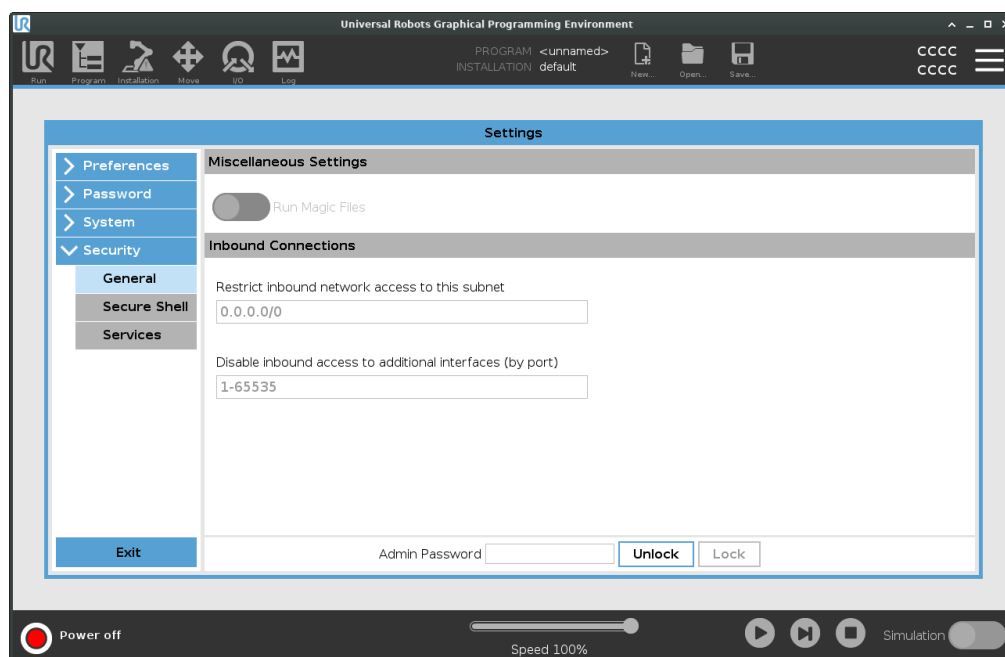 UR
Universal Robots Graphical Programming Environment
UR
PROGRAM <unnamed>
INSTALLATION default
CCCC
CCCC
Run Program Installation Move I/O Log New... Open... Save...
Settings
Preferences
Password
System
Security
General
Secure Shell
Services
Exit
Miscellaneous Settings
Run Magic Files
Inbound Connections
Restrict inbound network access to this subnet
0.0.0.0/0
Disable inbound access to additional interfaces (by port)
1-65535
Admin Password Unlock Lock
Power off
Speed 100%
Simulation